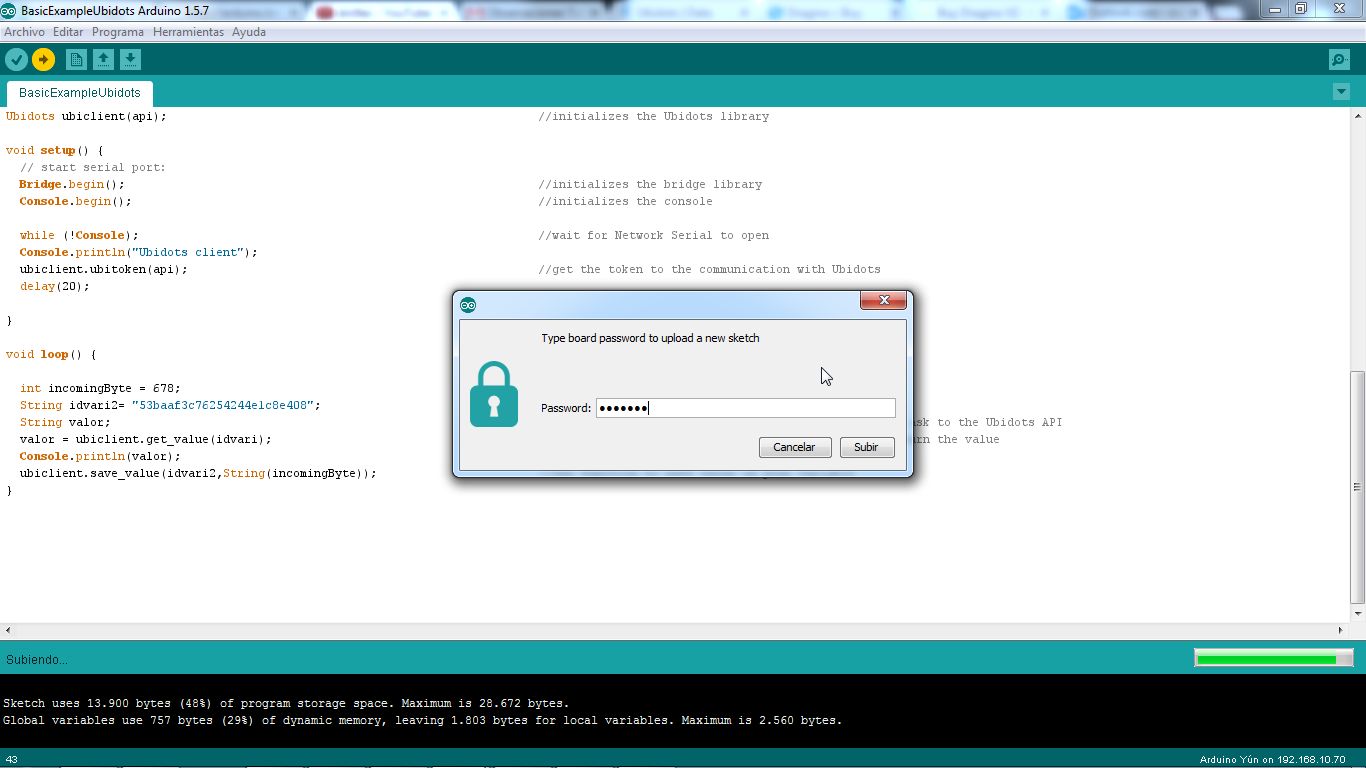 BasicExampleUbidots Arduino 1.5.7
Archivo Editar Programa Herramientas Ayuda
BasicExampleUbidots
Ubidots ubiclient(api); //initializes the Ubidots library
void setup() {
// start serial port:
Bridge.begin(); //initializes the bridge library
Console.begin(); //initializes the console
while (!Console); //wait for Network Serial to open
Console.println("Ubidots client");
ubiclient.ubitoken(api); //get the token to the communication with Ubidots
delay(20);
}
void loop() {
int incomingByte = 678;
String idvari2= "53baaf3c76254244e1c8e408";
String valor; sk to the Ubidots API
valor = ubiclient.get_value(idvari); rn the value
Console.println(valor);
ubiclient.save_value(idvari2,String(incomingByte));
}
Type board password to upload a new sketch
Password: •••••••
Cancelar Subir
Subiendo...
Sketch uses 13.900 bytes (48%) of program storage space. Maximum is 28.672 bytes.
Global variables use 757 bytes (29%) of dynamic memory, leaving 1.803 bytes for local variables. Maximum is 2.560 bytes.
43 Arduino Yún on 192.168.10.70